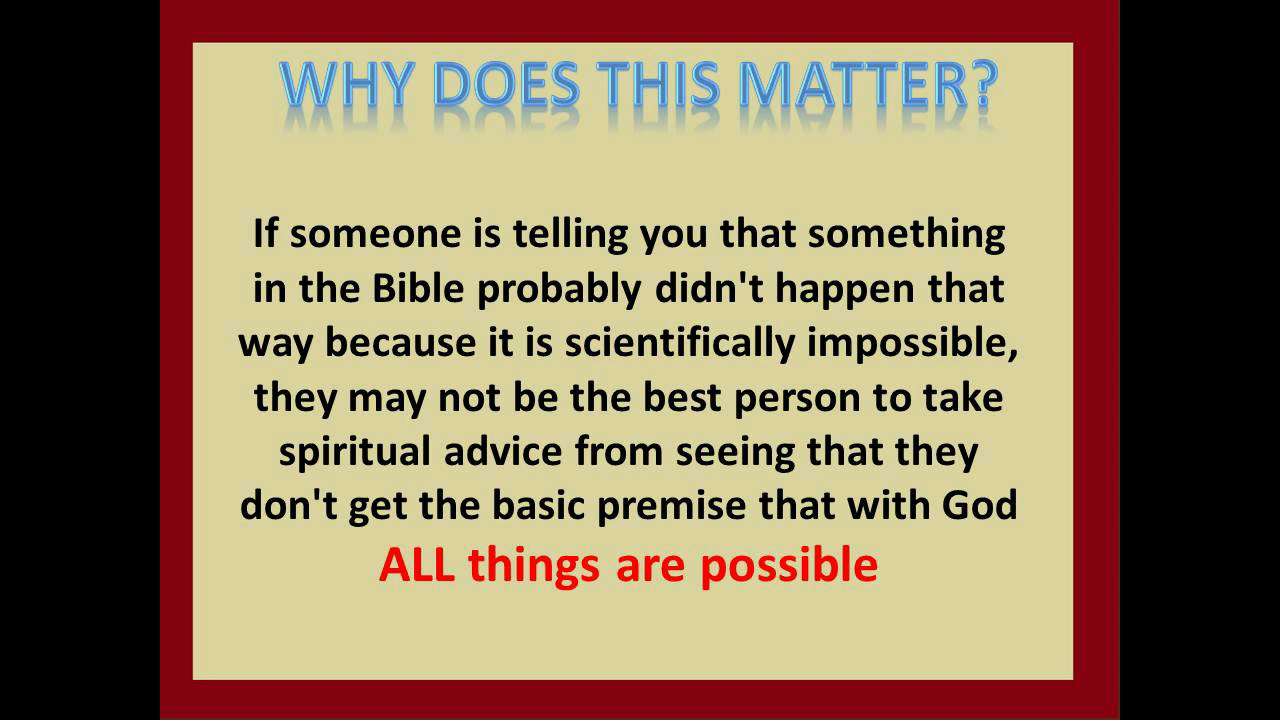 WHY DOES THIS MATTER?
If someone is telling you that something
in the Bible probably didn't happen that
way because it is scientifically impossible,
they may not be the best person to take
spiritual advice from seeing that they
don't get the basic premise that with God
ALL things are possible